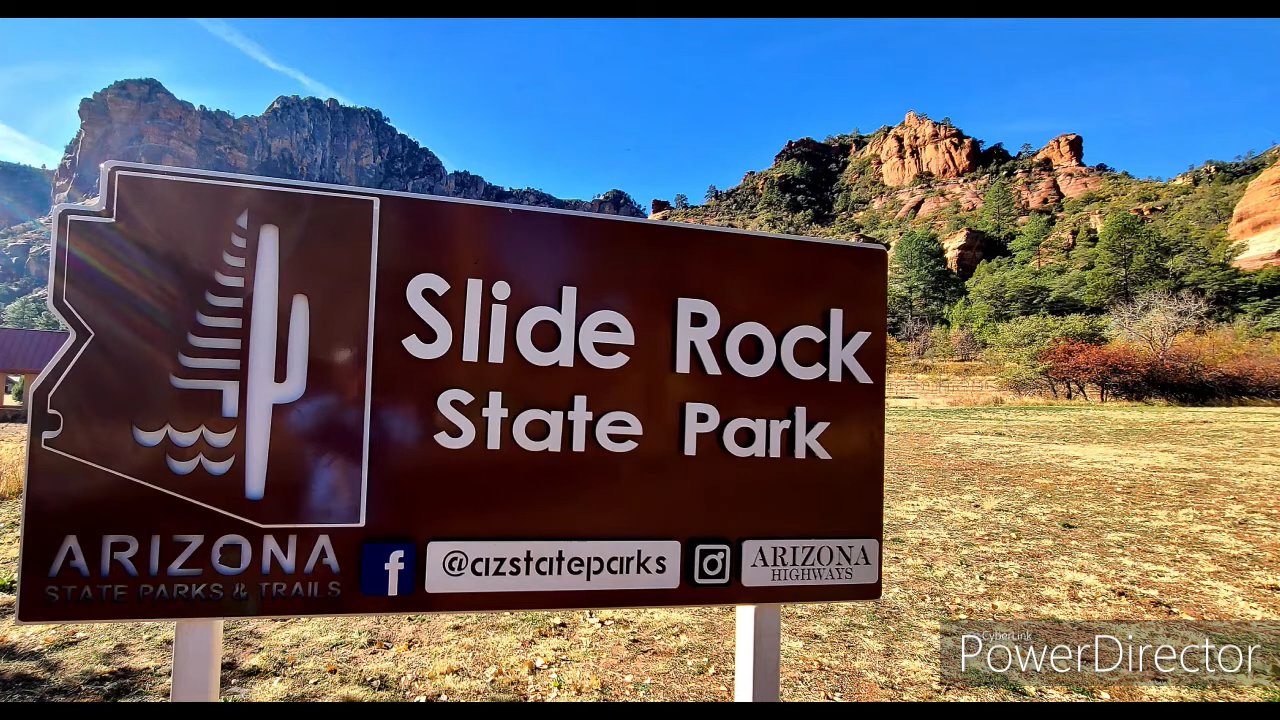 Slide Rock
State Park
ARIZONA
STATE PARKS & TRAILS
f
@azstateparks
ARIZONA
HIGHWAYS
CyberLink
PowerDirector